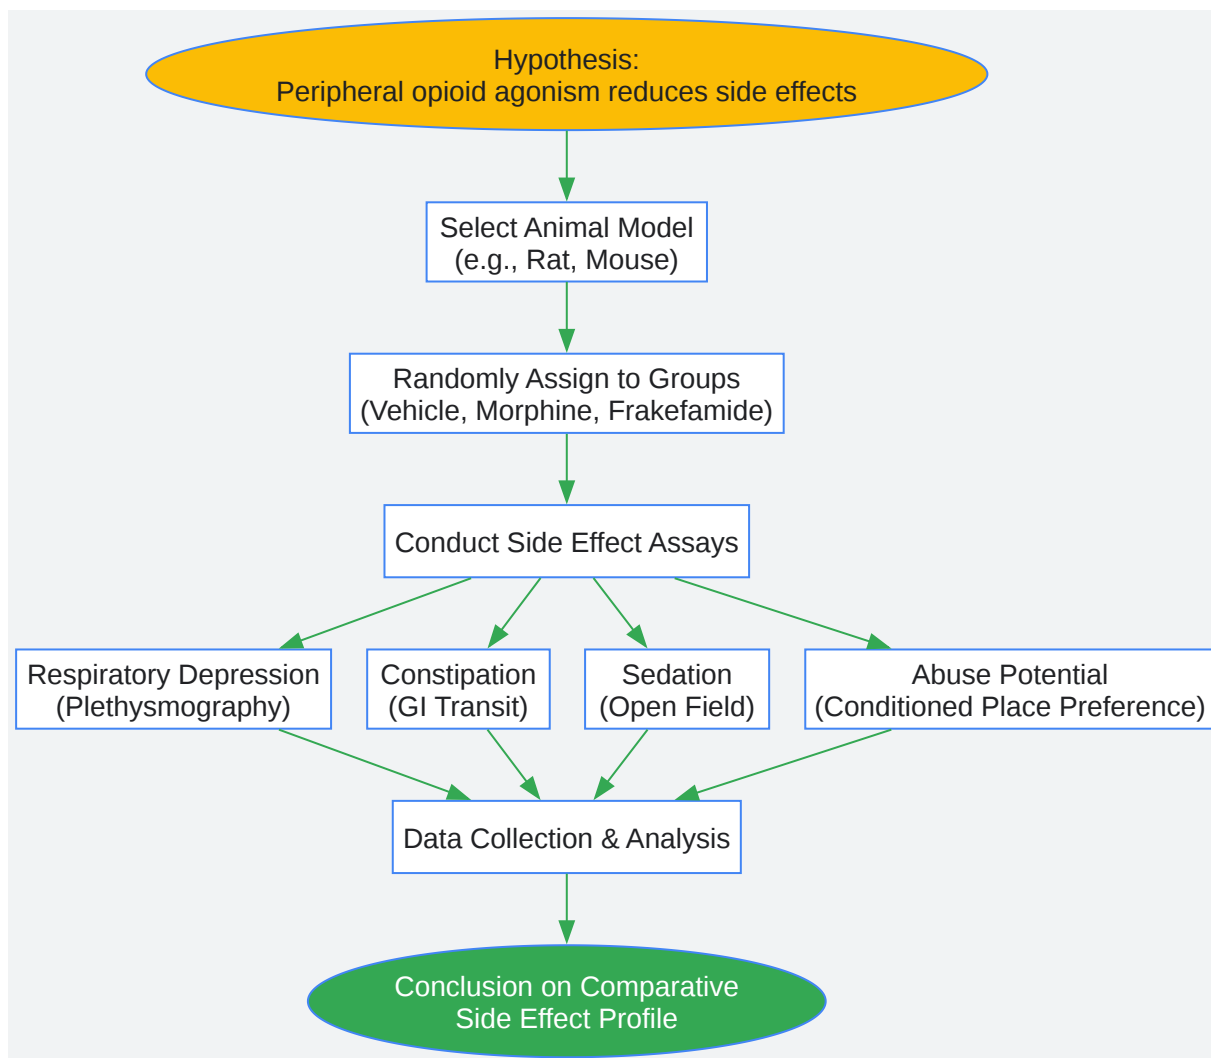 Hypothesis:
Peripheral opioid agonism reduces side effects
Select Animal Model
(e.g., Rat, Mouse)
Randomly Assign to Groups
(Vehicle, Morphine, Frakefamide)
Conduct Side Effect Assays
Respiratory Depression
(Plethysmography)
Constipation
(GI Transit)
Sedation
(Open Field)
Abuse Potential
(Conditioned Place Preference)
Data Collection & Analysis
Conclusion on Comparative
Side Effect Profile